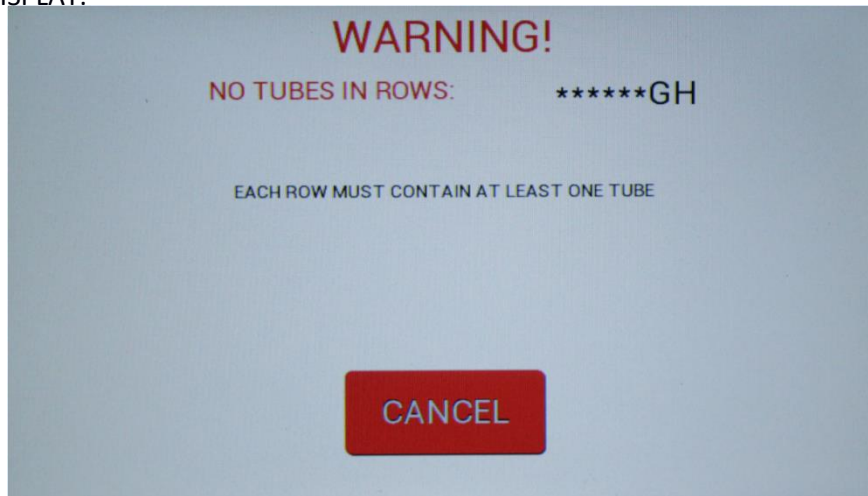 WARNING!
NO TUBES IN ROWS: ******GH
EACH ROW MUST CONTAIN AT LEAST ONE TUBE
CANCEL